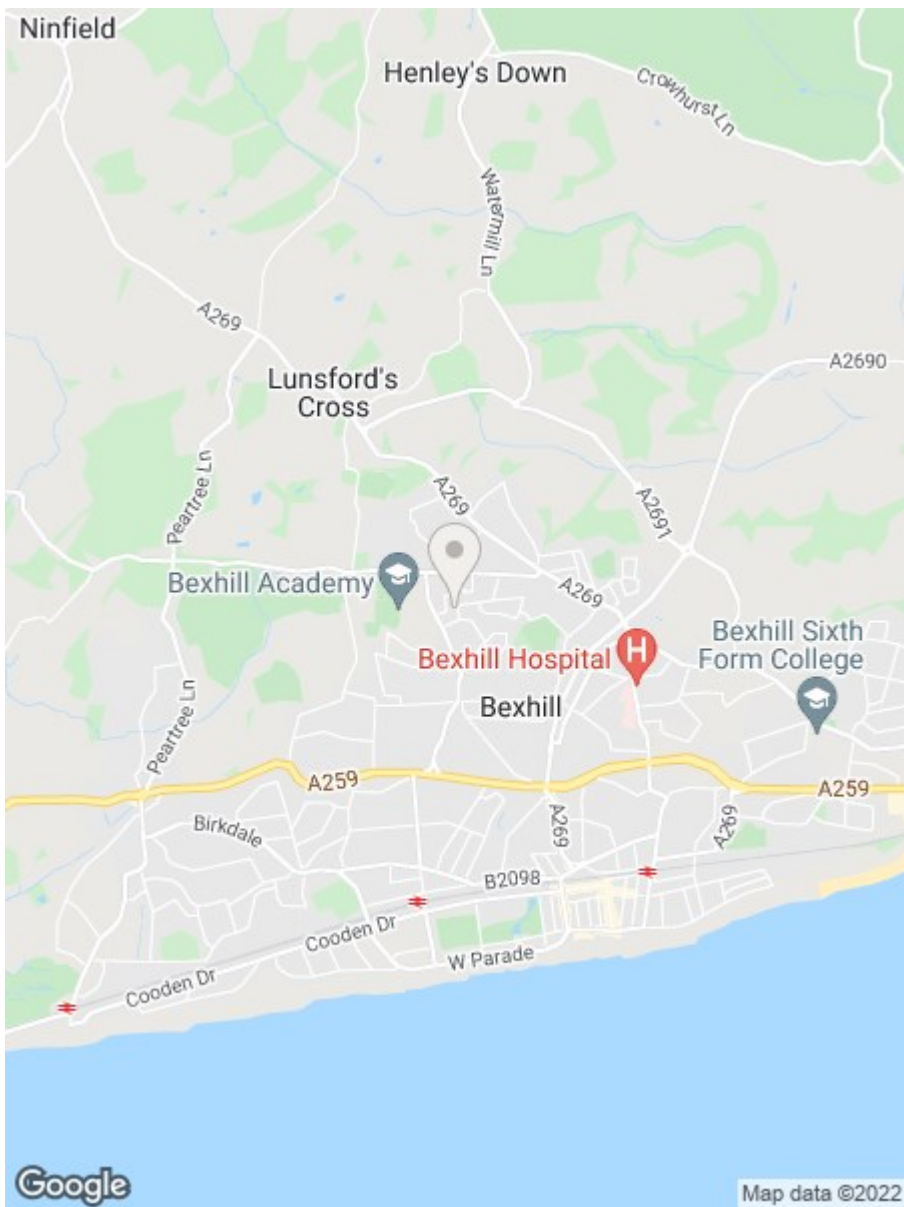 Ninfield
Henley's Down
Crowhurst Ln
Watermill Ln
A269
A2690
Lunsford's
Cross
Peartree Ln
A269
A2691
Bexhill Academy
A269
Bexhill Sixth
Form College
Bexhill Hospital
H
Bexhill
Peartree Ln
A259
A259
Birkdale
A269
A269
B2098
Cooden Dr
W Parade
Cooden Dr
Google
Map data ©2022